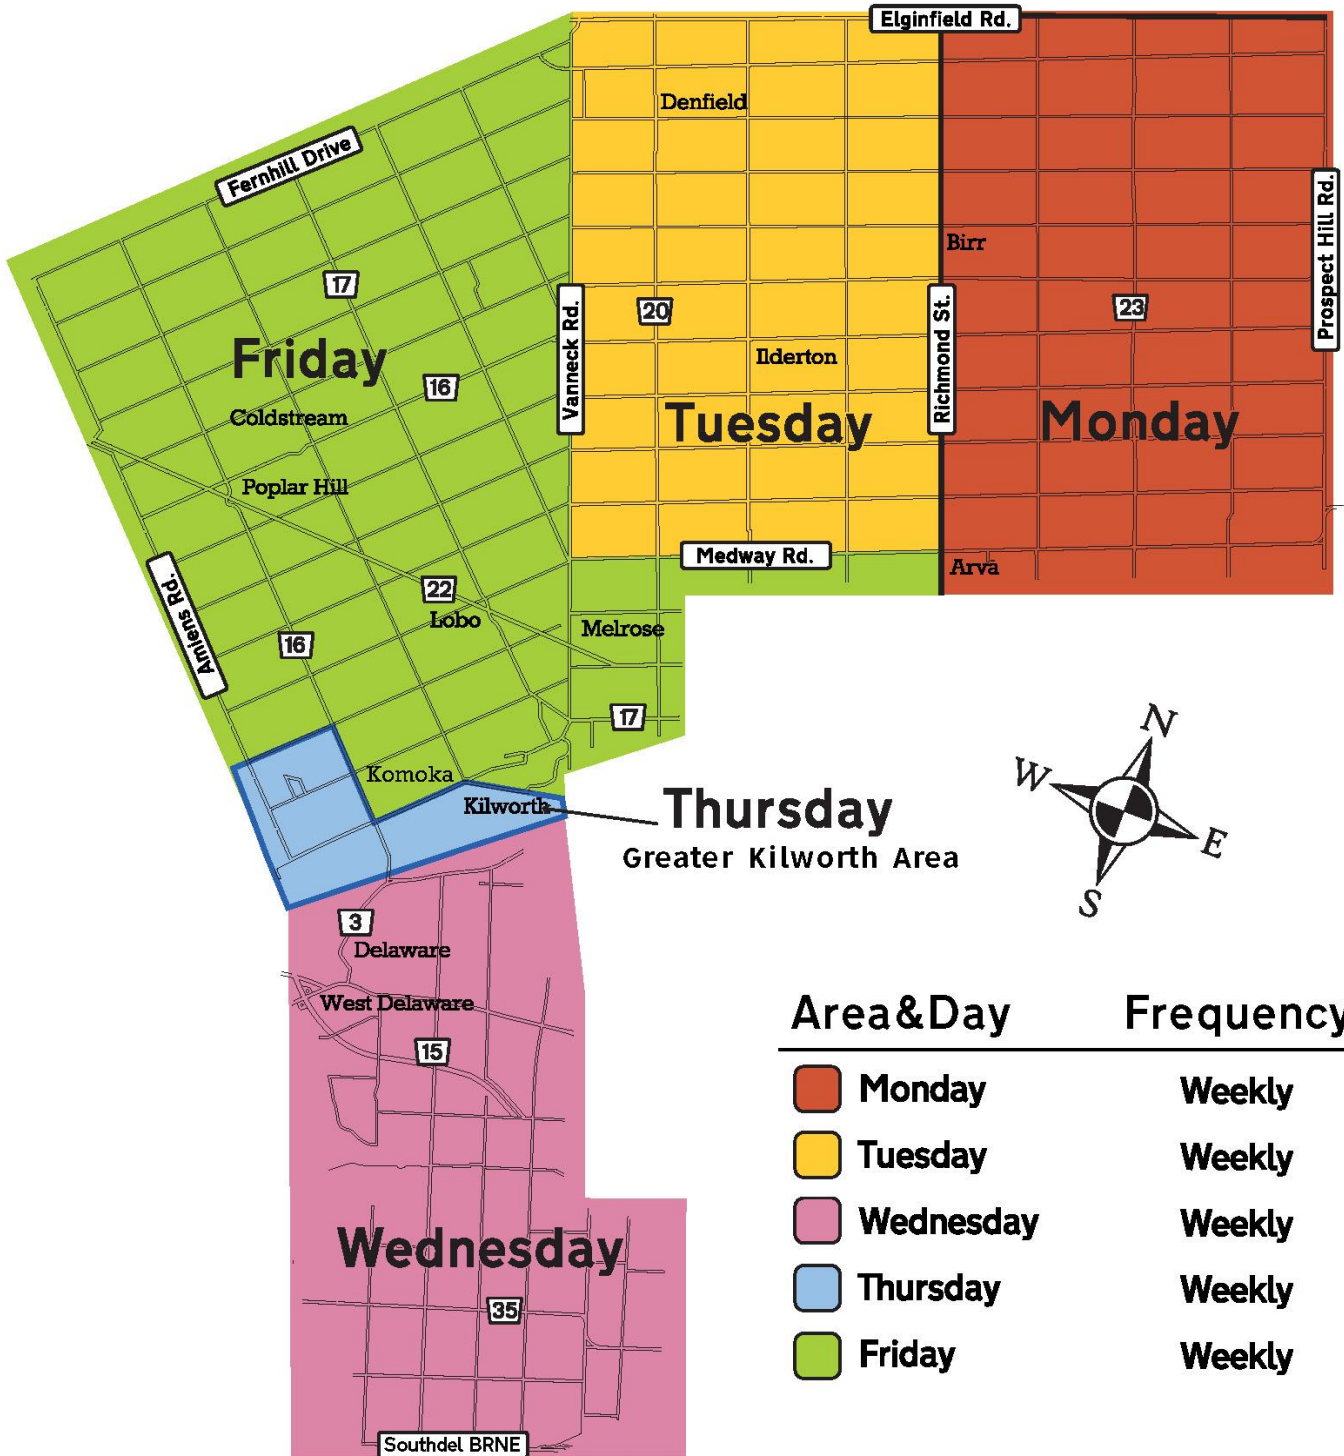 Elginfield Rd.
Denfield
Fernhill Drive
Prospect Hill Rd.
Birr
17
20
Vanneck Rd.
Richmond St.
23
Friday
Ilderton
16
Coldstream
Tuesday
Monday
Poplar Hill
Medway Rd.
Arva
Amiens Rd.
22
Lobo
Melrose
16
17
N
W
E
S
Komoka
Kilworth
Thursday
Greater Kilworth Area
3
Delaware
West Delaware
15
Wednesday
35
Southdel BRNE
Area&Day Frequency
Monday Weekly
Tuesday Weekly
Wednesday Weekly
Thursday Weekly
Friday Weekly